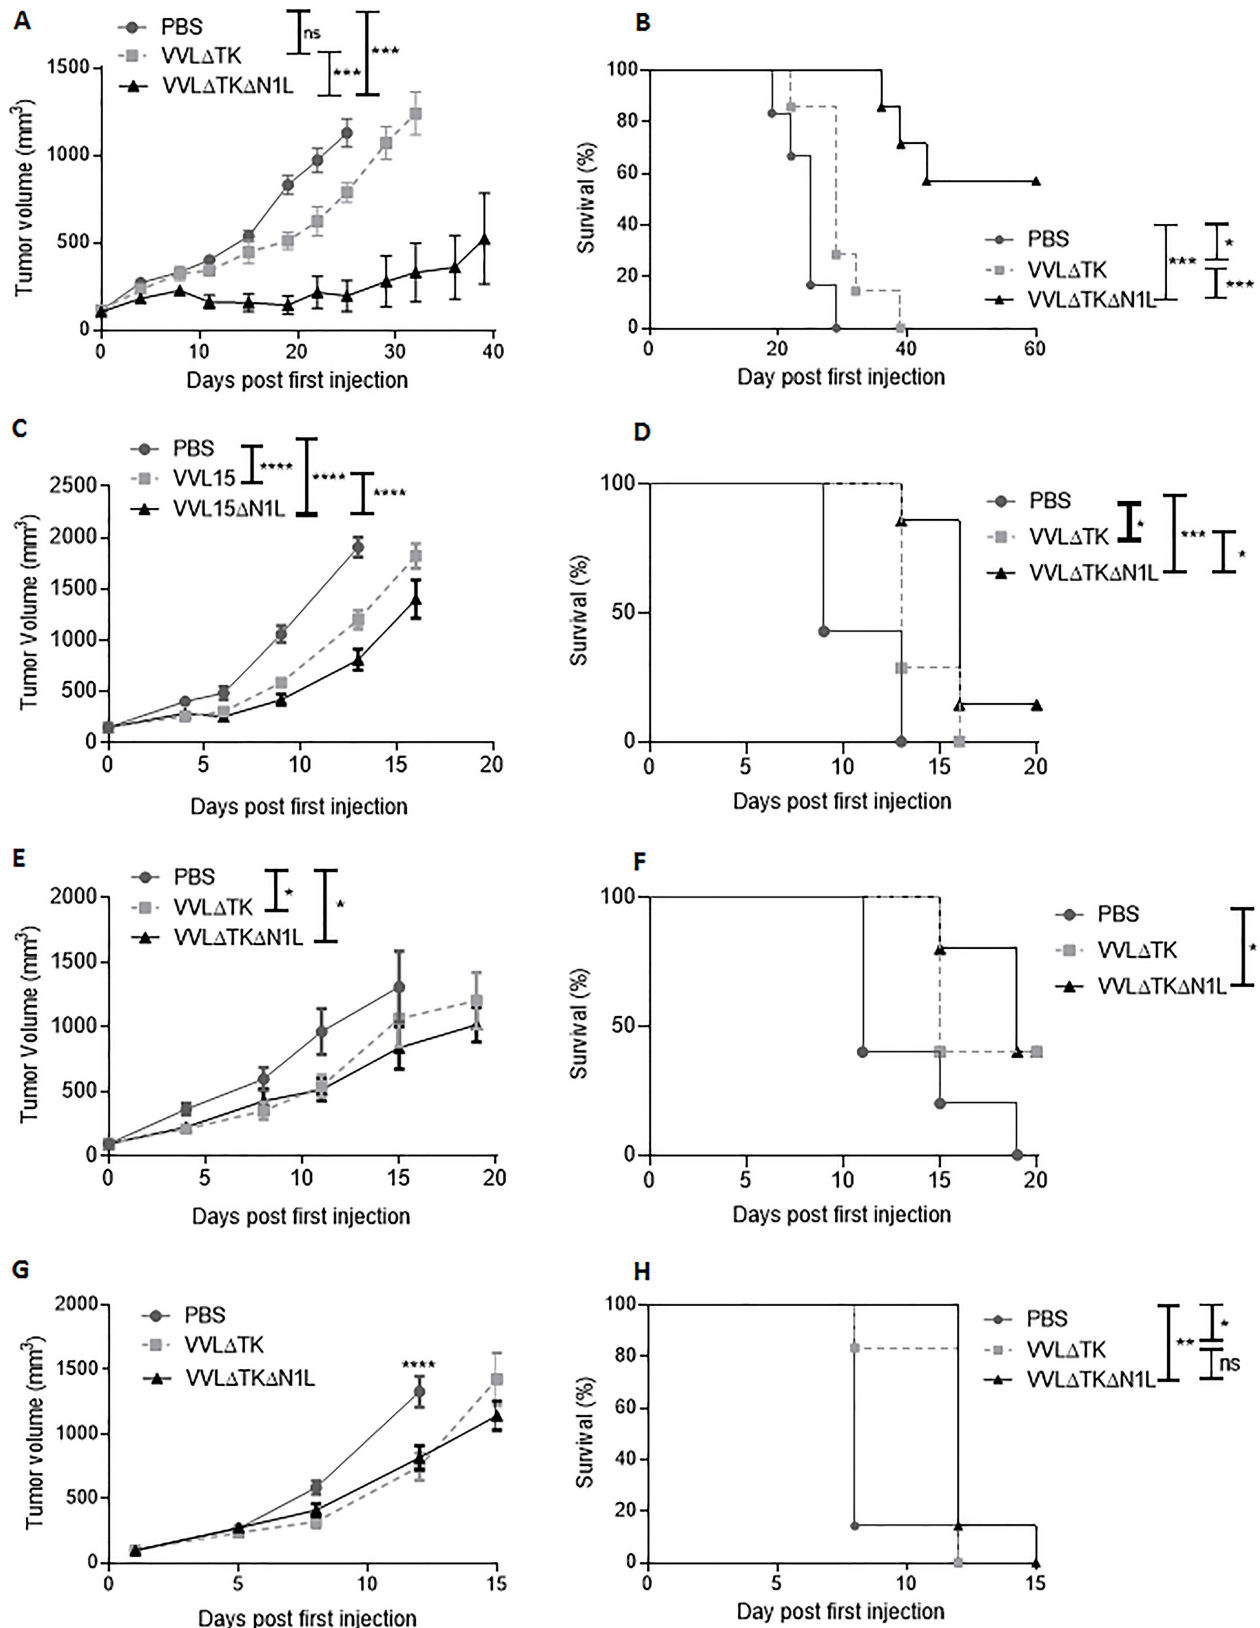 A
PBS
VVLΔTK
VVLΔTKΔN1L
ns
***
***
Tumor volume (mm³)
1500
1000
500
0
0 10 20 30 40
Days post first injection
B
Survival (%)
100
80
60
40
20
0
PBS
VVLΔTK
VVLΔTKΔN1L
***
*
***
0 20 40 60
Day post first injection
C
PBS
VVL15
VVL15ΔN1L
****
****
****
Tumor Volume (mm³)
2500
2000
1500
1000
500
0
0 5 10 15 20
Days post first injection
D
Survival (%)
100
50
0
PBS
VVLΔTK
VVLΔTKΔN1L
*
***
*
0 5 10 15 20
Days post first injection
E
PBS
VVLΔTK
VVLΔTKΔN1L
*
*
Tumor Volume (mm³)
2000
1500
1000
500
0
0 5 10 15 20
Days post first injection
F
Survival (%)
100
50
0
PBS
VVLΔTK
VVLΔTKΔN1L
*
0 5 10 15 20
Days post first injection
G
PBS
VVLΔTK
VVLΔTKΔN1L
****
Tumor volume (mm³)
2000
1500
1000
500
0
0 5 10 15
Days post first injection
H
Survival (%)
100
80
60
40
20
0
PBS
VVLΔTK
VVLΔTKΔN1L
**
*
ns
0 5 10 15
Day post first injection